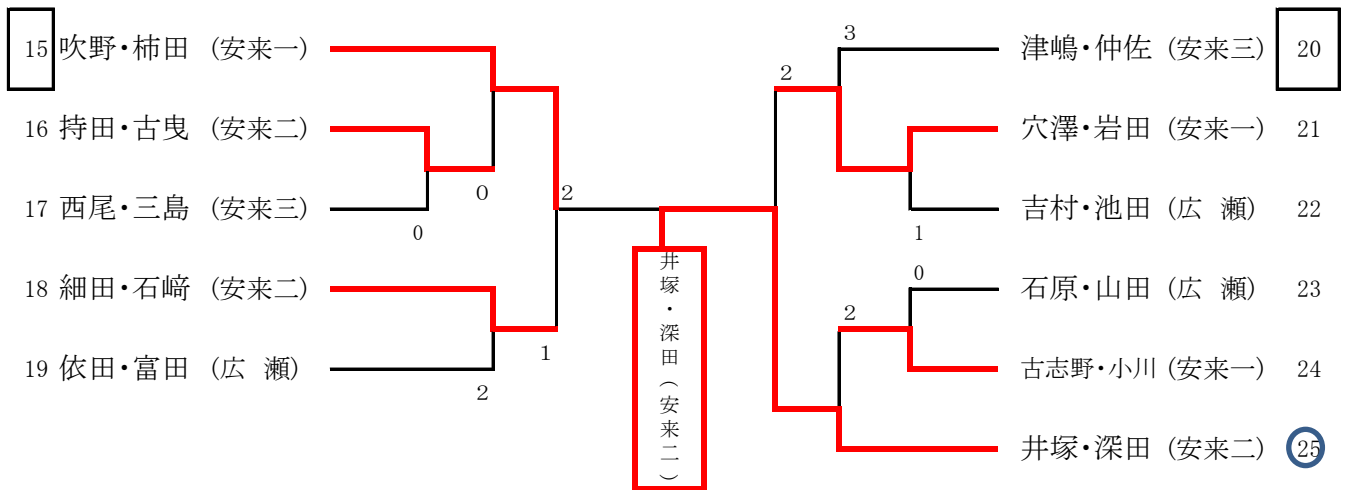 15 吹野・柿田 (安来一)
16 持田・古曳 (安来二)
17 西尾・三島 (安来三)
18 細田・石﨑 (安来二)
19 依田・富田 (広 瀬)
0
0
2
1
2
井塚・深田(安来二)
2
3
1
0
2
津嶋・仲佐 (安来三) 20
穴澤・岩田 (安来一) 21
吉村・池田 (広 瀬) 22
石原・山田 (広 瀬) 23
古志野・小川 (安来一) 24
井塚・深田 (安来二) 25